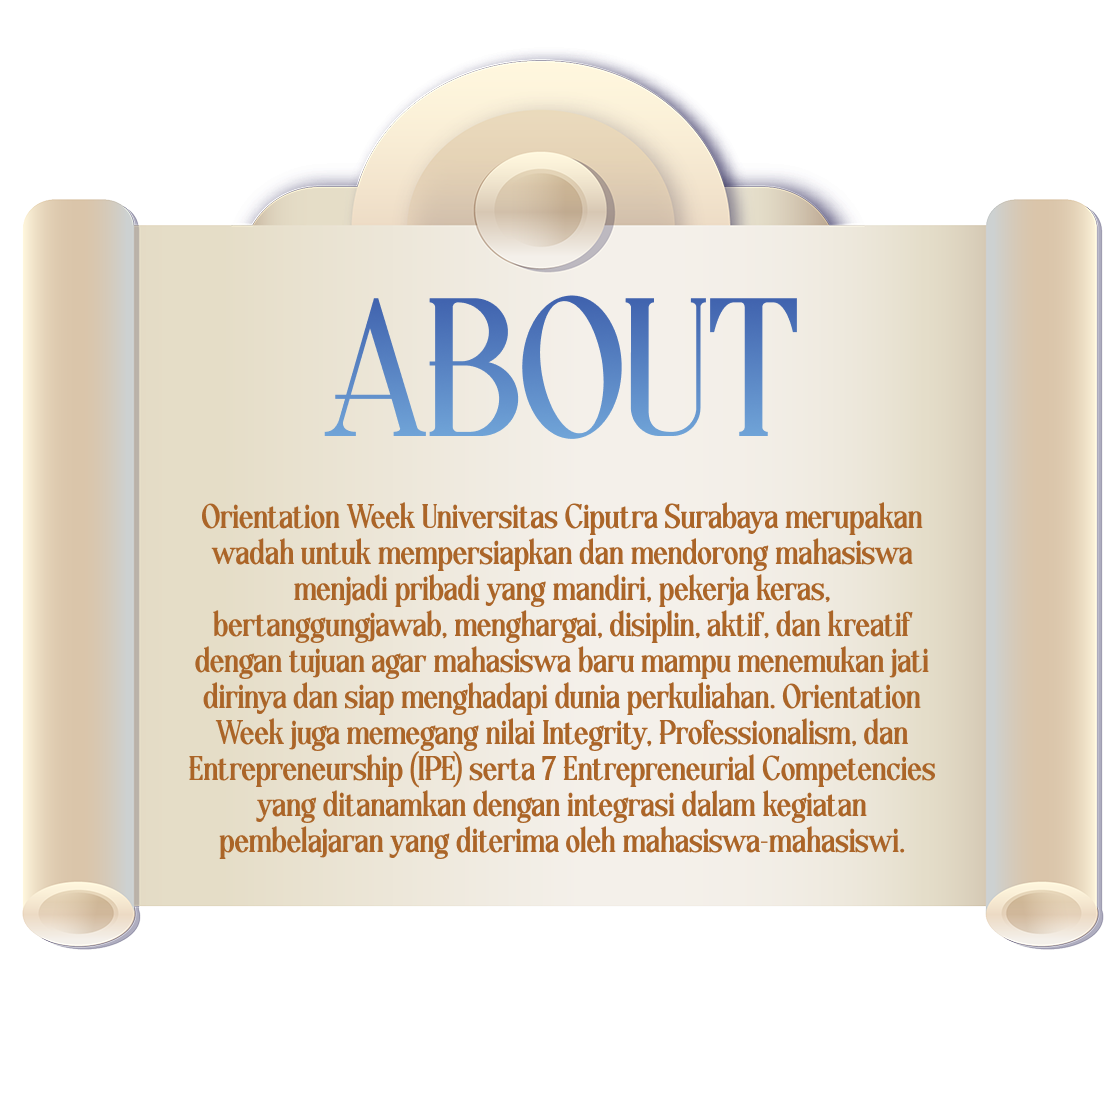 ABOUT
Orientation Week Universitas Ciputra Surabaya merupakan
wadah untuk mempersiapkan dan mendorong mahasiswa
menjadi pribadi yang mandiri, pekerja keras,
bertanggungjawab, menghargai, disiplin, aktif, dan kreatif
dengan tujuan agar mahasiswa baru mampu menemukan jati
dirinya dan siap menghadapi dunia perkuliahan. Orientation
Week juga memegang nilai Integrity, Professionalism, dan
Entrepreneurship (IPE) serta 7 Entrepreneurial Competencies
yang ditanamkan dengan integrasi dalam kegiatan
pembelajaran yang diterima oleh mahasiswa-mahasiswi.